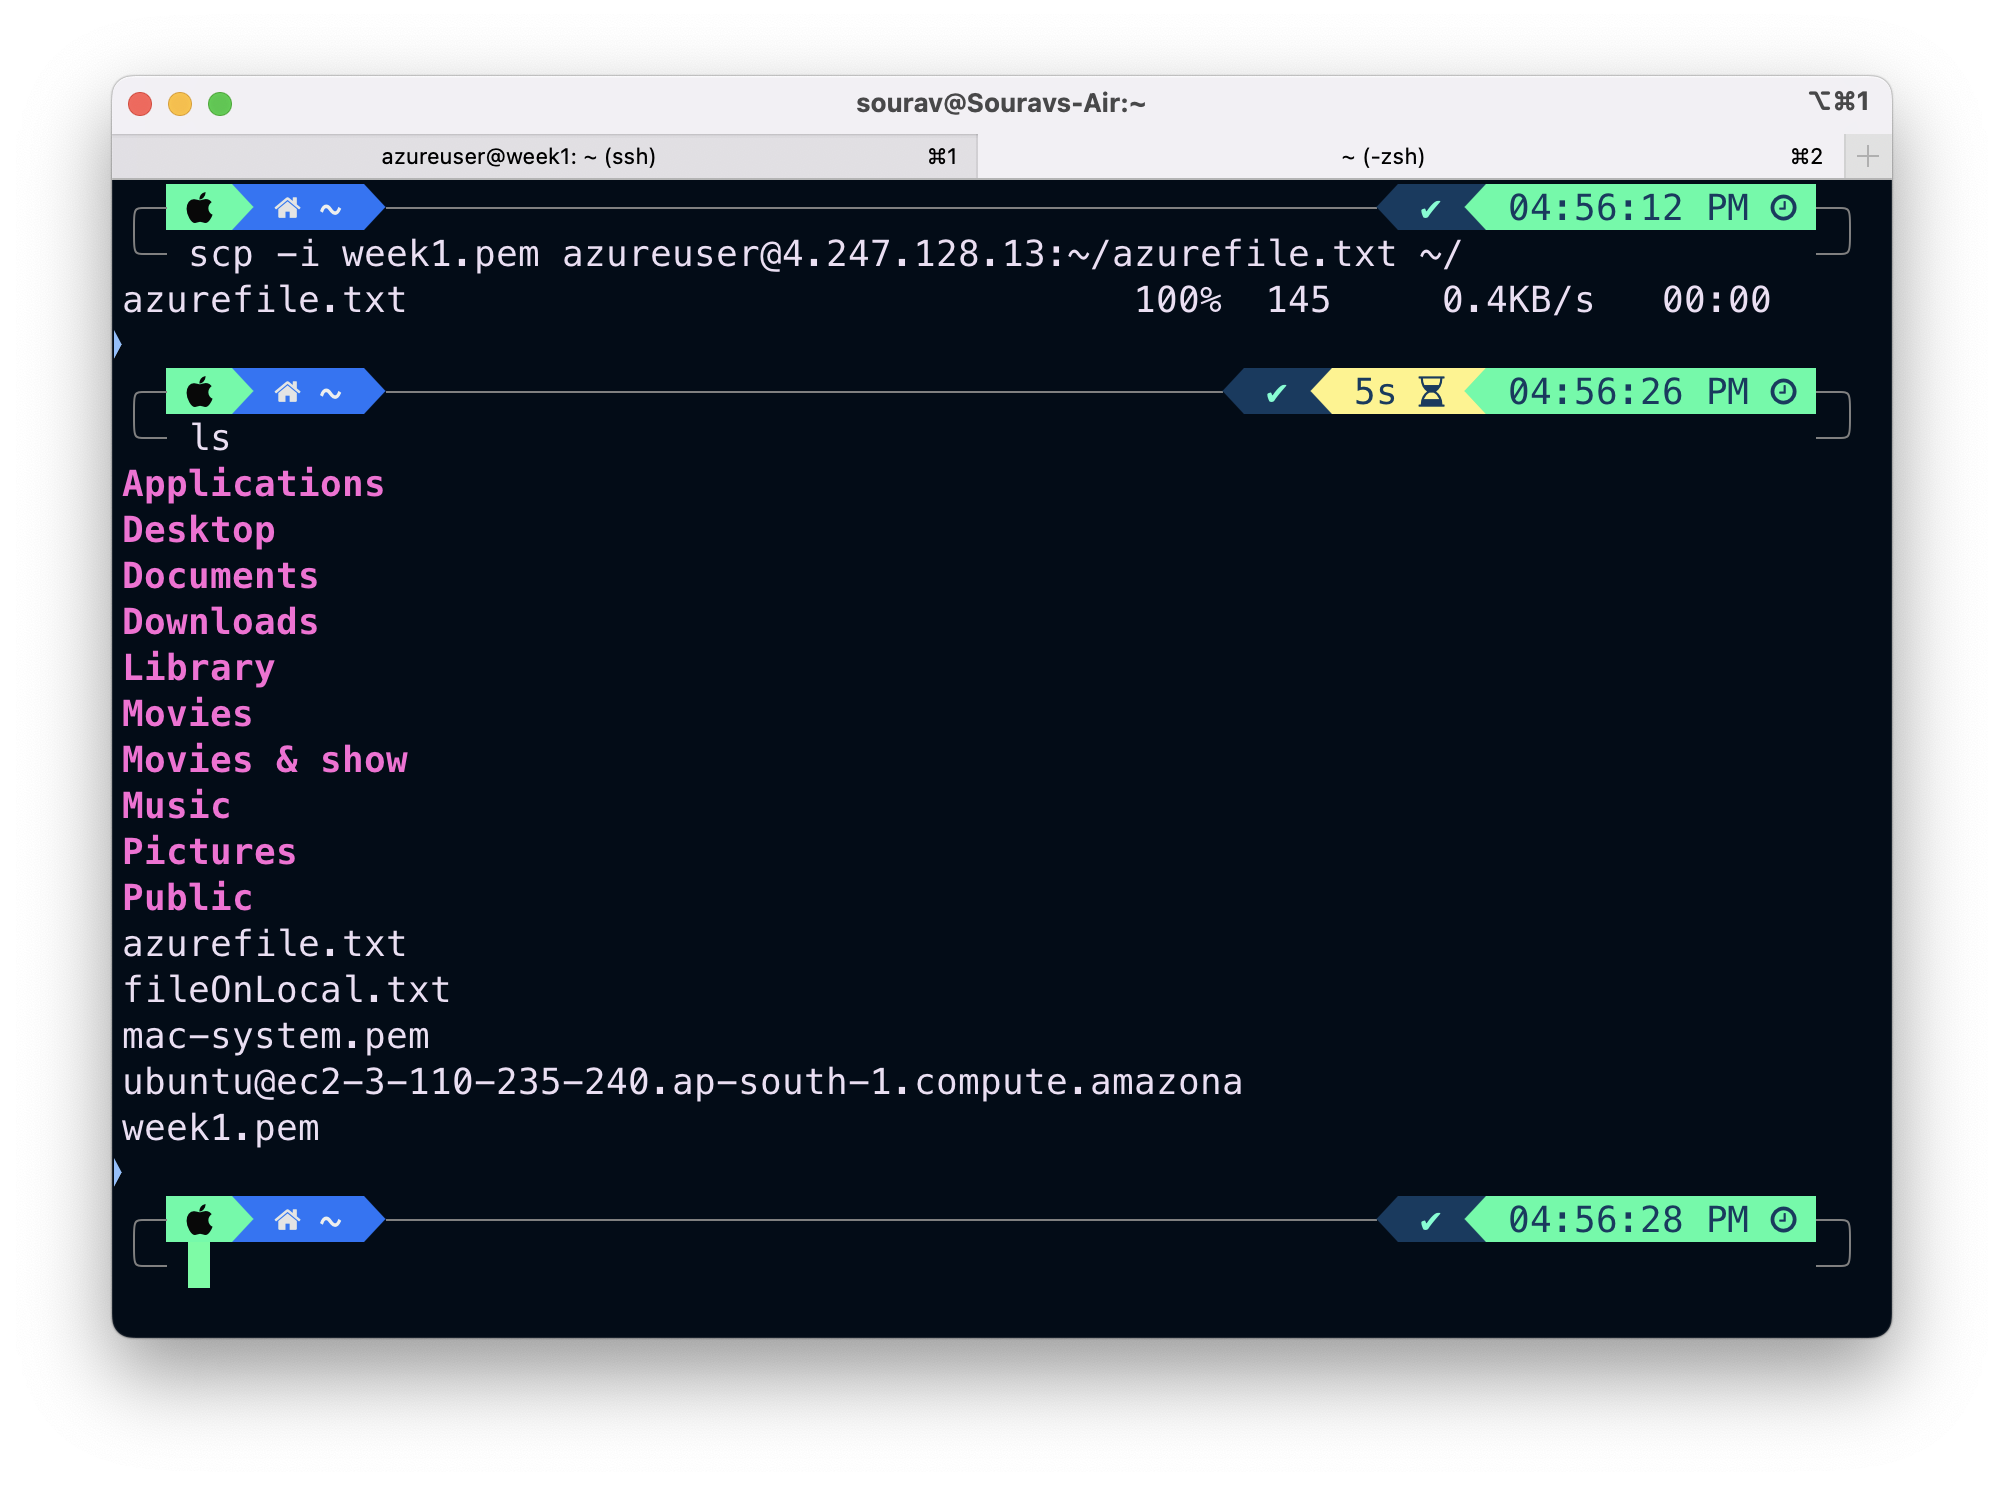 sourav@Souravs-Air:~ ⌥⌘1
azureuser@week1: ~ (ssh) ⌘1 ~ (-zsh) ⌘2
~ ✔ 04:56:12 PM
scp -i week1.pem azureuser@4.247.128.13:~/azurefile.txt ~/
azurefile.txt 100% 145 0.4KB/s 00:00
~ ✔ 5s 04:56:26 PM
ls
Applications
Desktop
Documents
Downloads
Library
Movies
Movies & show
Music
Pictures
Public
azurefile.txt
fileOnLocal.txt
mac-system.pem
ubuntu@ec2-3-110-235-240.ap-south-1.compute.amazona
week1.pem
~ ✔ 04:56:28 PM